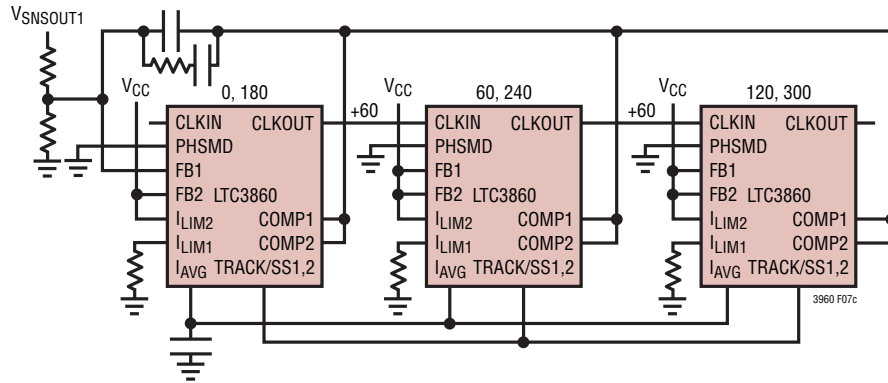 VSNSOUT1
VCC
0, 180
CLKIN CLKOUT
PHSMD
FB1
FB2 LTC3860
ILIM2 COMP1
ILIM1 COMP2
IAVG TRACK/SS1,2
+60
VCC
60, 240
CLKIN CLKOUT
PHSMD
FB1
FB2 LTC3860
ILIM2 COMP1
ILIM1 COMP2
IAVG TRACK/SS1,2
+60
VCC
120, 300
CLKIN CLKOUT
PHSMD
FB1
FB2 LTC3860
ILIM2 COMP1
ILIM1 COMP2
IAVG TRACK/SS1,2
3960 F07c